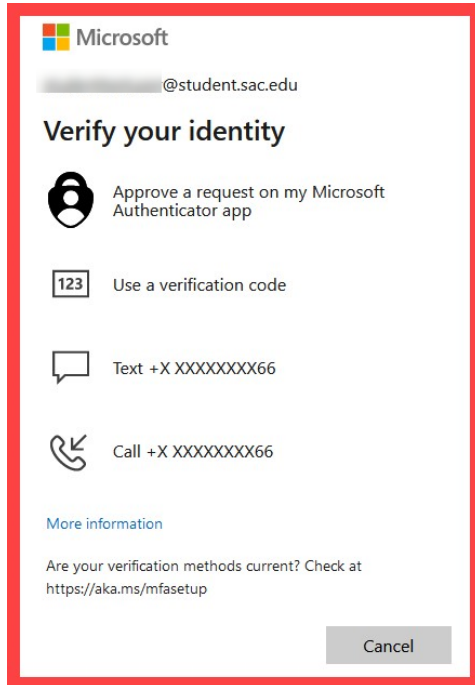 Microsoft
@student.sac.edu
Verify your identity
Approve a request on my Microsoft
Authenticator app
123
Use a verification code
Text +X XXXXXXXX66
Call +X XXXXXXXX66
More information
Are your verification methods current? Check at
https://aka.ms/mfasetup
Cancel